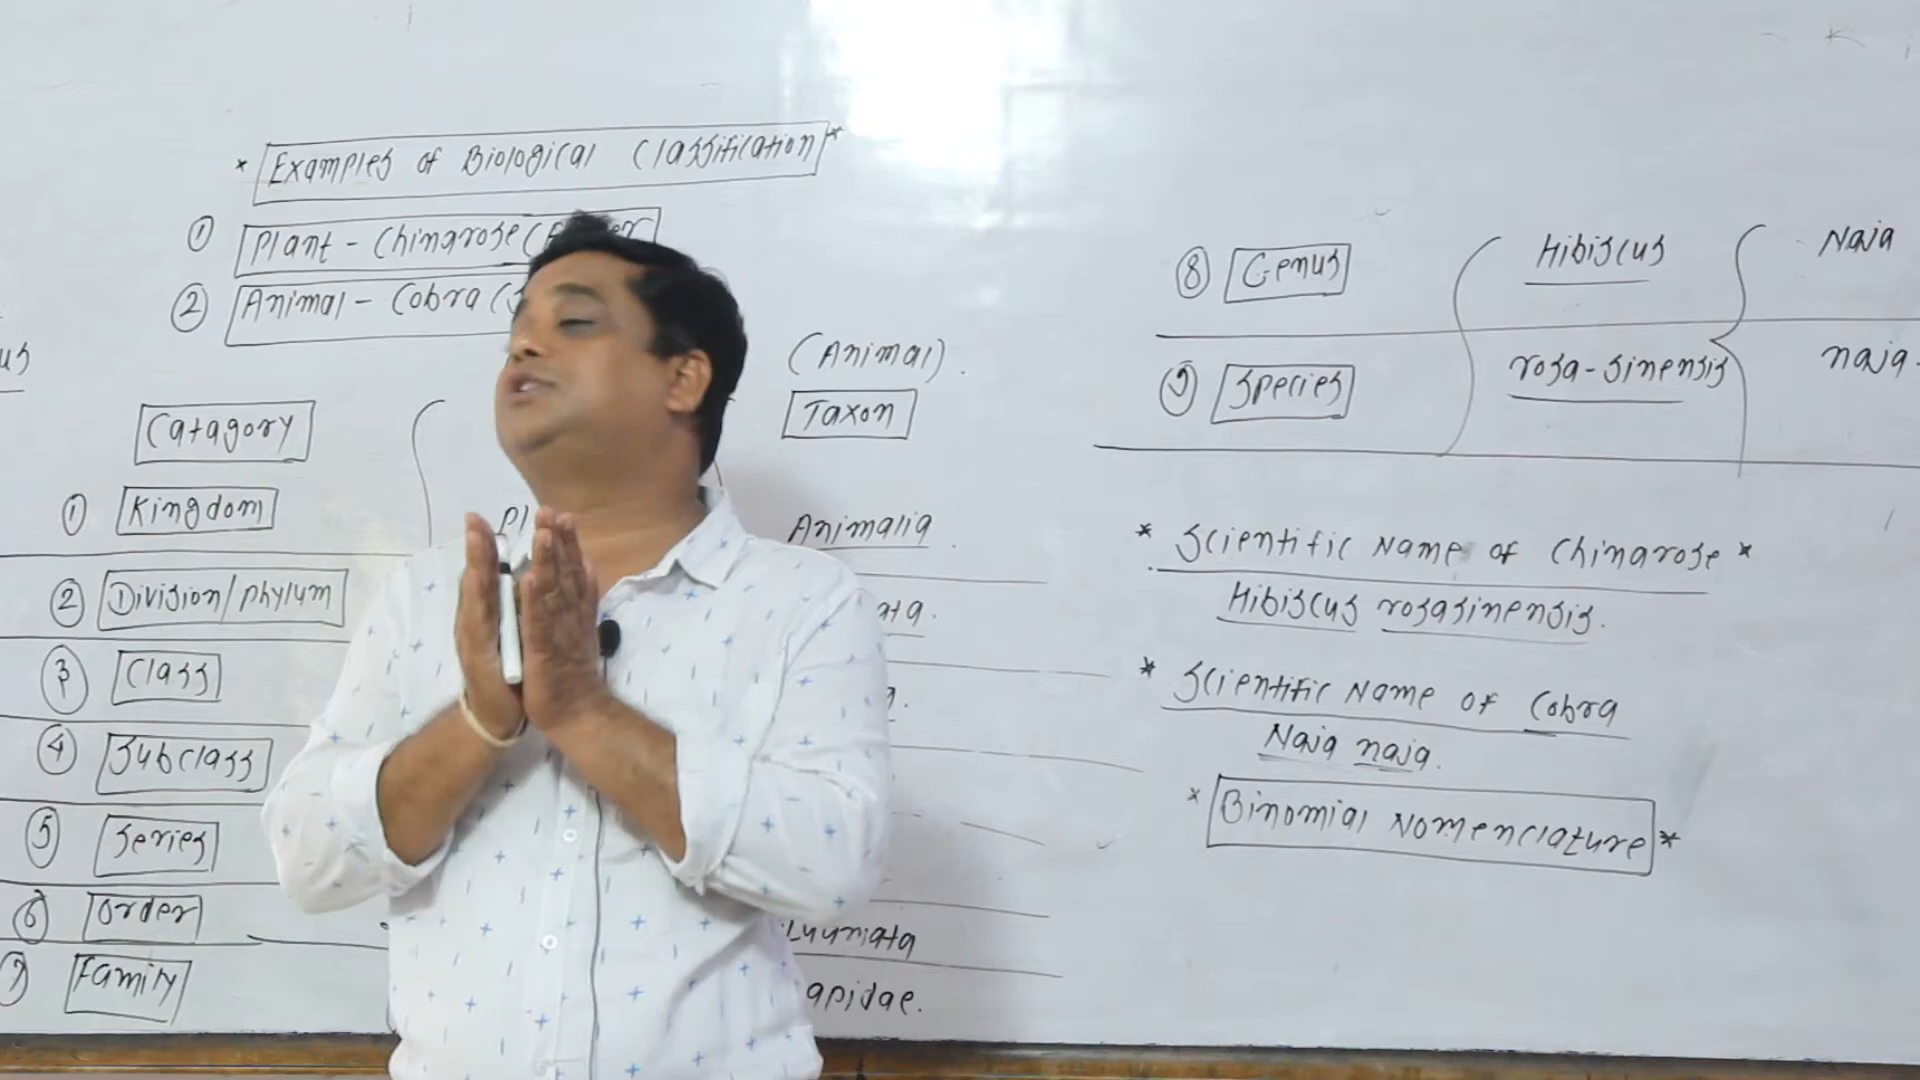 * Examples of Biological Classification *
① Plant - Chinarose (
② Animal - Cobra (
(Animal).
Catagory
Taxon
① Kingdom
Animalia
② Division/Phylum
③ Class
④ Subclass
⑤ Series
⑥ Order
⑦ Family
⑧ Genus Hibiscus Naja
⑨ Species rosa-sinensis naja
* Scientific Name of Chinarose *
Hibiscus rosasinensis.
* Scientific Name of Cobra
Naja naja.
* Binomial Nomenclature *